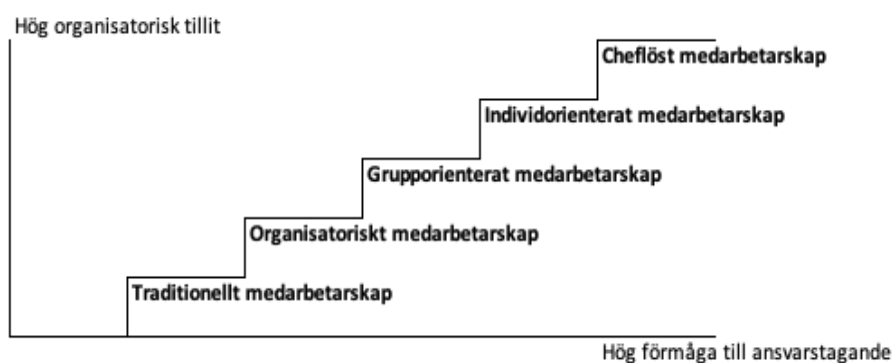 Hög organisatorisk tillit
Cheflöst medarbetarskap
Individorienterat medarbetarskap
Grupporienterat medarbetarskap
Organisatoriskt medarbetarskap
Traditionellt medarbetarskap
Hög förmåga till ansvarstagande